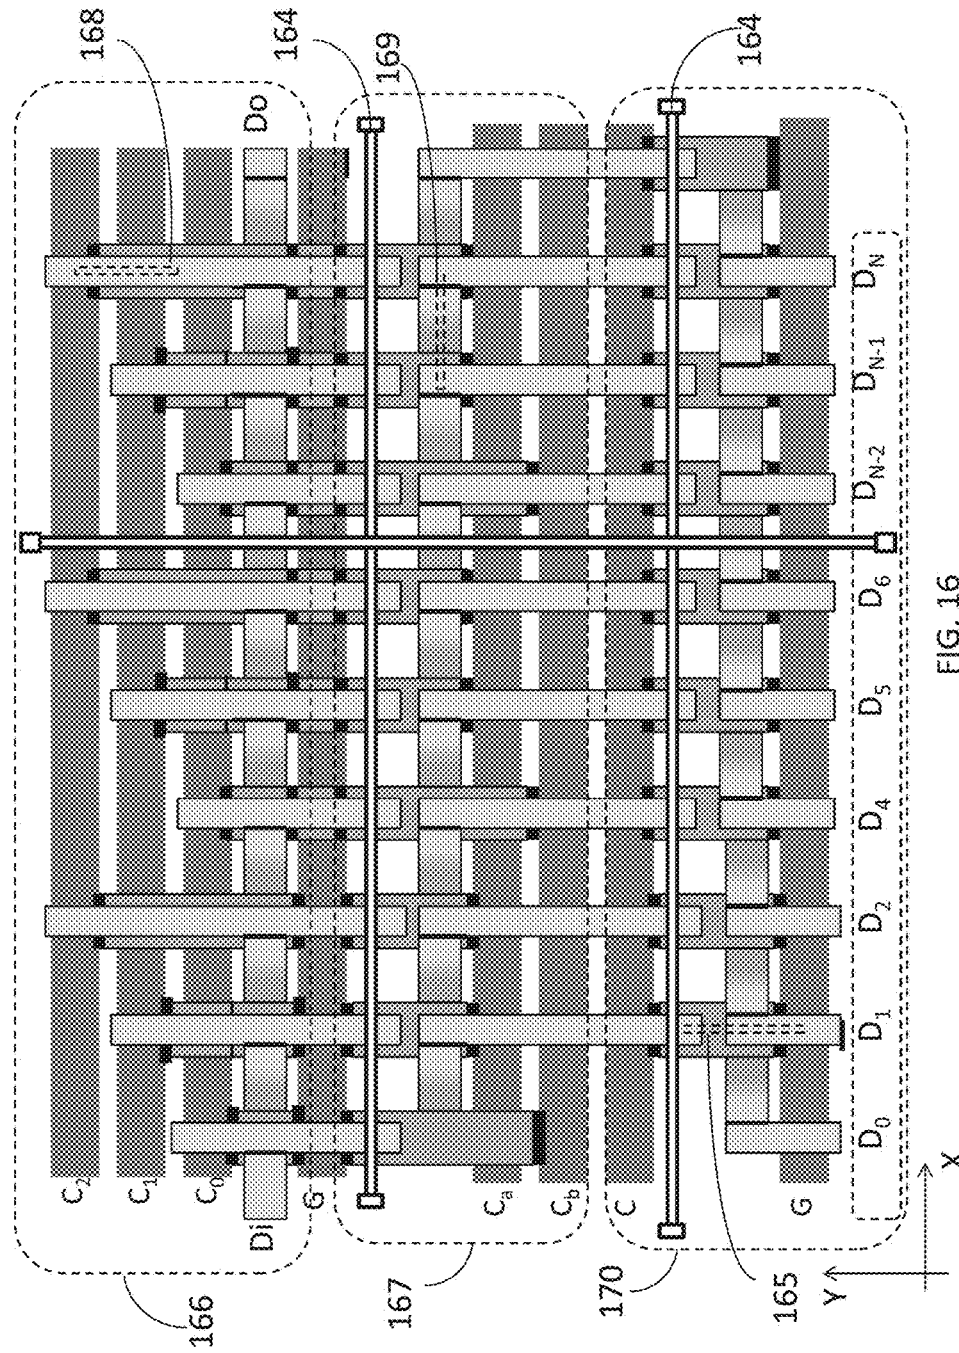 168
164
169
164
Do
C2
C1
C0
Di
G
Ca
Cb
C
G
D0
D1
D2
D4
D5
D6
DN-2
DN-1
DN
166
167
170
165
Y
X
FIG. 16